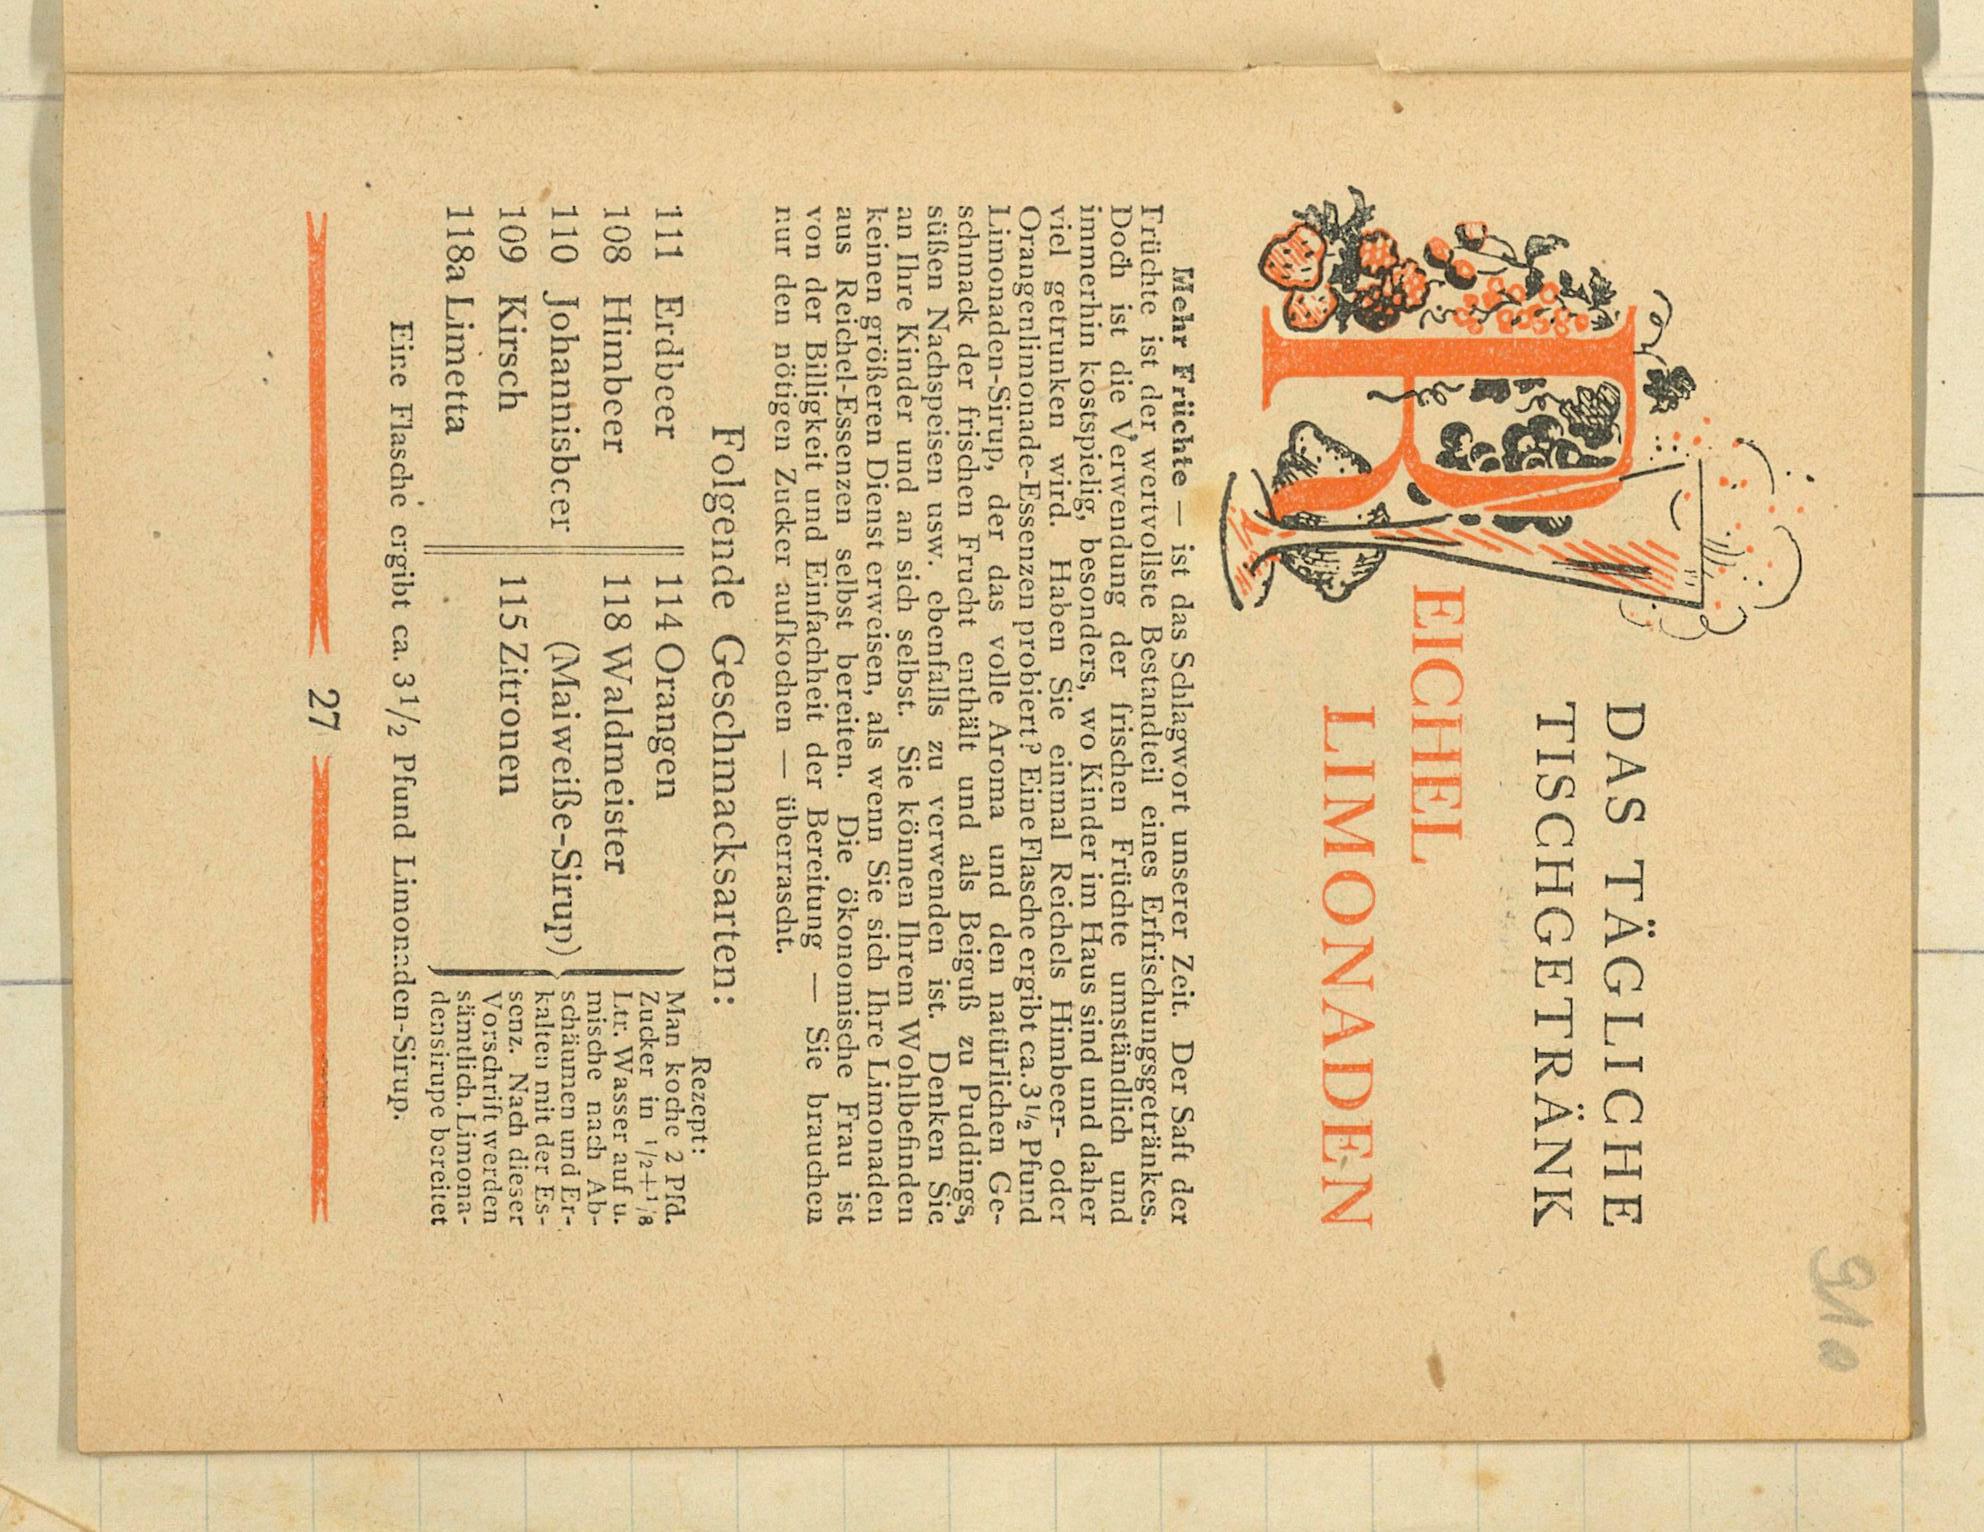 DAS TÄGLICHE
TISCHGETRÄNK
REICHEL
LIMONADEN
Mehr Früchte — ist das Schlagwort unserer Zeit. Der Saft der
Früchte ist der wertvollste Bestandteil eines Erfrischungsgetränkes.
Doch ist die Verwendung der frischen Früchte umständlich und
immerhin kostspielig, besonders, wo Kinder im Haus sind und daher
viel getrunken wird. Haben Sie einmal Reichels Himbeer- oder
Orangenlimonade-Essenzen probiert? Eine Flasche ergibt ca. 3½ Pfund
Limonaden-Sirup, der das volle Aroma und den natürlichen Ge-
schmack der frischen Frucht enthält und als Beiguß zu Puddings,
süßen Nachspeisen usw. ebenfalls zu verwenden ist. Denken Sie
an Ihre Kinder und an sich selbst. Sie können Ihrem Wohlbefinden
keinen größeren Dienst erweisen, als wenn Sie sich Ihre Limonaden
aus Reichel-Essenzen selbst bereiten. Die ökonomische Frau ist
von der Billigkeit und Einfachheit der Bereitung — Sie brauchen
nur den nötigen Zucker aufkochen — überrascht.
Folgende Geschmacksarten:
111 Erdbeer
108 Himbeer
110 Johannisbeer
109 Kirsch
118a Limetta
114 Orangen
118 Waldmeister
(Maiweiße-Sirup)
115 Zitronen
Rezept:
Man koche 2 Pfd.
Zucker in 1/2+1/8
Ltr. Wasser auf u.
mische nach Ab-
schäumen und Er-
kalten mit der Es-
senz. Nach dieser
Vorschrift werden
sämtlich. Limona-
densirupe bereitet
Eine Flasche ergibt ca. 3½ Pfund Limonaden-Sirup.
27